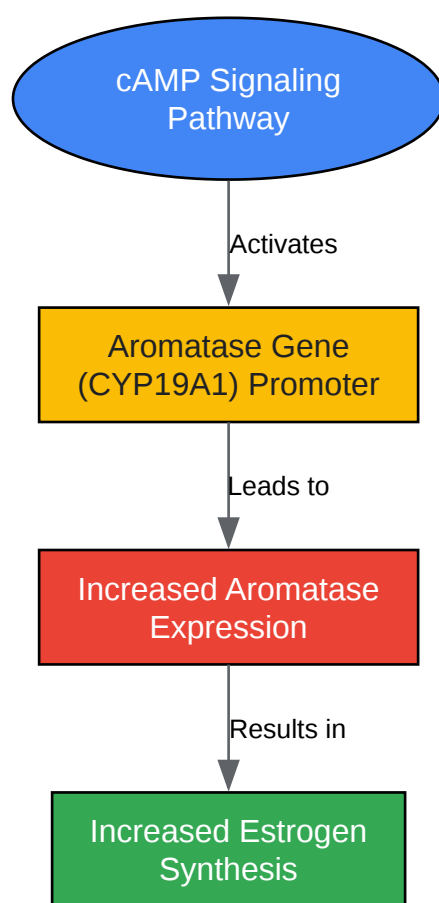 cAMP Signaling
Pathway
Activates
Aromatase Gene
(CYP19A1) Promoter
Leads to
Increased Aromatase
Expression
Results in
Increased Estrogen
Synthesis